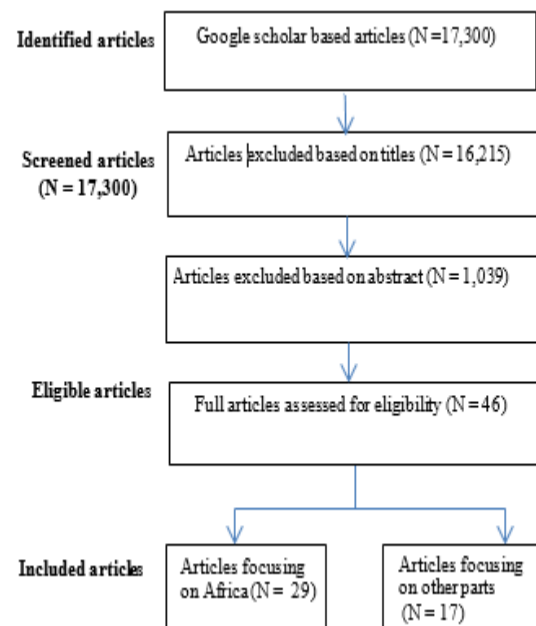 Identified articles
Google scholar based articles (N =17,300)
Screened articles
(N = 17,300)
Articles excluded based on titles (N = 16,215)
Articles excluded based on abstract (N = 1,039)
Eligible articles
Full articles assessed for eligibility (N = 46)
Included articles
Articles focusing
on Africa (N = 29)
Articles focusing
on other parts
(N = 17)